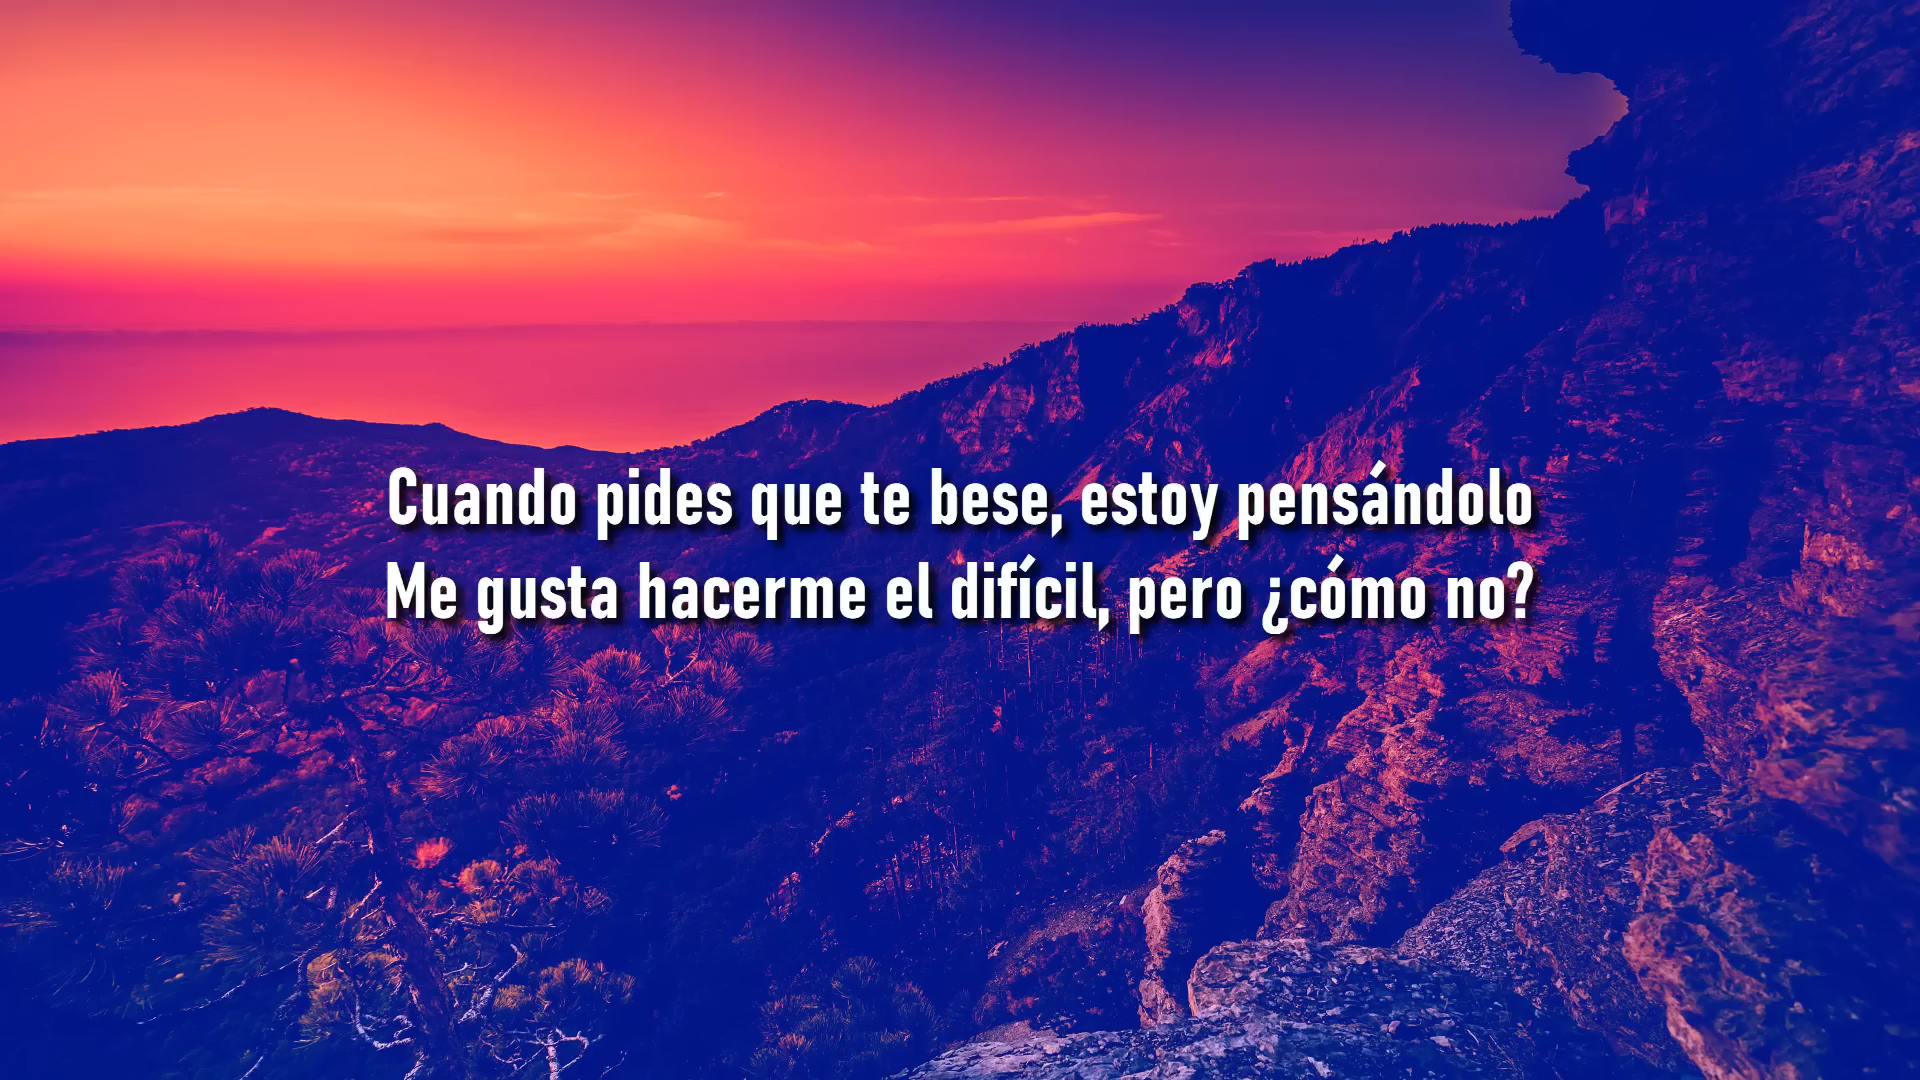 Cuando pides que te bese, estoy pensándolo
Me gusta hacerme el difícil, pero ¿cómo no?